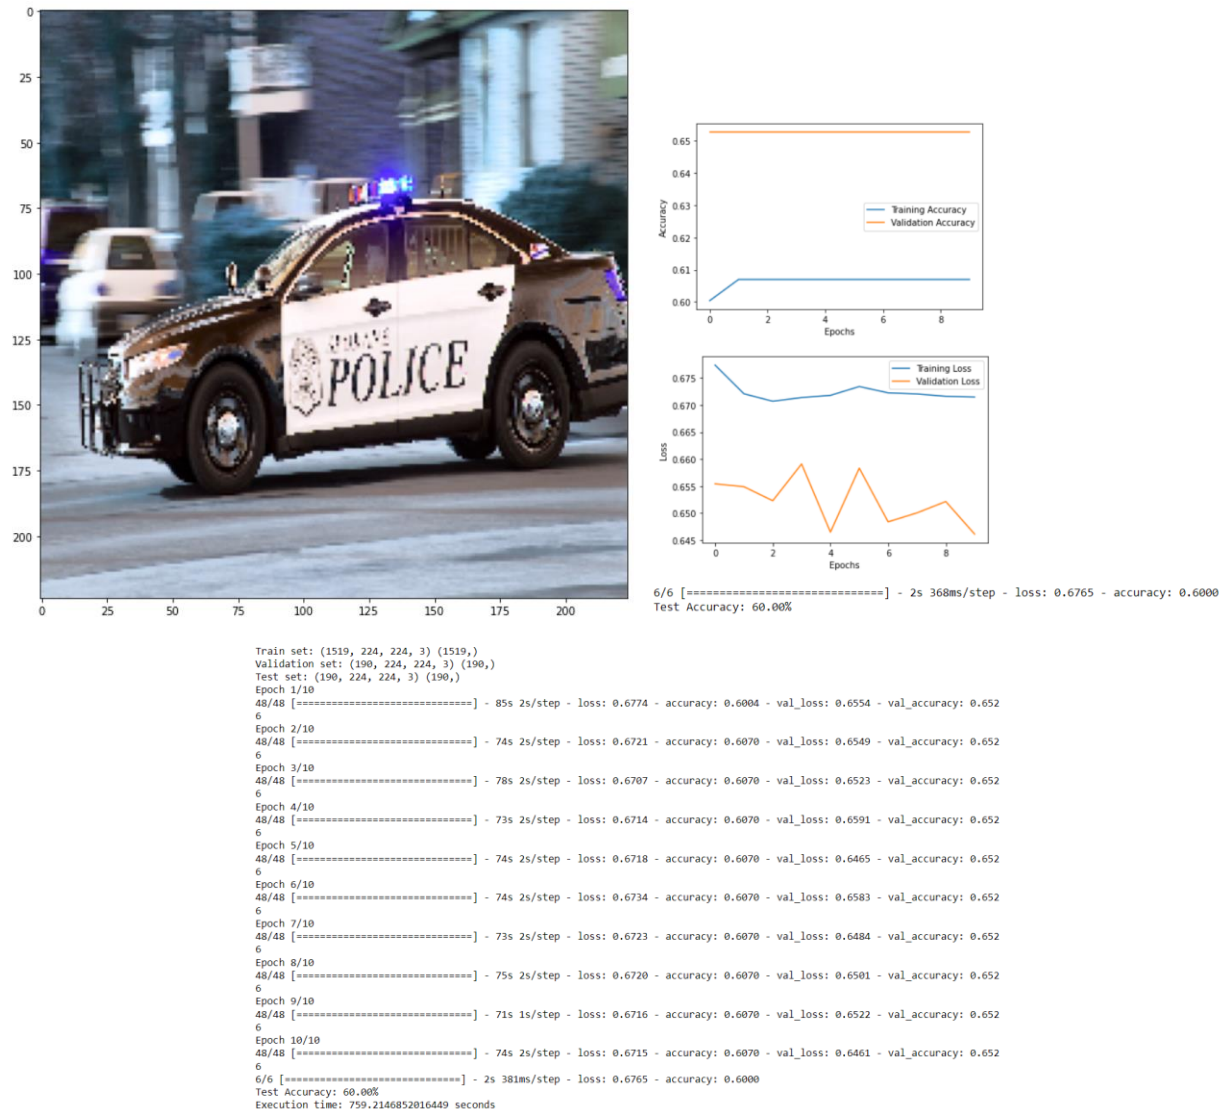 0
25
50
75
100
125
150
175
200
0 25 50 75 100 125 150 175 200
SPOKANE
POLICE
0.65
0.64
0.63
0.62
0.61
0.60
Accuracy
Training Accuracy
Validation Accuracy
0 2 4 6 8
Epochs
0.675
0.670
0.665
0.660
0.655
0.650
0.645
Loss
Training Loss
Validation Loss
0 2 4 6 8
Epochs
6/6 [==============================] - 2s 368ms/step - loss: 0.6765 - accuracy: 0.6000
Test Accuracy: 60.00%
Train set: (1519, 224, 224, 3) (1519,)
Validation set: (190, 224, 224, 3) (190,)
Test set: (190, 224, 224, 3) (190,)
Epoch 1/10
48/48 [==============================] - 85s 2s/step - loss: 0.6774 - accuracy: 0.6004 - val_loss: 0.6554 - val_accuracy: 0.652
6
Epoch 2/10
48/48 [==============================] - 74s 2s/step - loss: 0.6721 - accuracy: 0.6070 - val_loss: 0.6549 - val_accuracy: 0.652
6
Epoch 3/10
48/48 [==============================] - 78s 2s/step - loss: 0.6707 - accuracy: 0.6070 - val_loss: 0.6523 - val_accuracy: 0.652
6
Epoch 4/10
48/48 [==============================] - 73s 2s/step - loss: 0.6714 - accuracy: 0.6070 - val_loss: 0.6591 - val_accuracy: 0.652
6
Epoch 5/10
48/48 [==============================] - 74s 2s/step - loss: 0.6718 - accuracy: 0.6070 - val_loss: 0.6465 - val_accuracy: 0.652
6
Epoch 6/10
48/48 [==============================] - 74s 2s/step - loss: 0.6734 - accuracy: 0.6070 - val_loss: 0.6583 - val_accuracy: 0.652
6
Epoch 7/10
48/48 [==============================] - 73s 2s/step - loss: 0.6723 - accuracy: 0.6070 - val_loss: 0.6484 - val_accuracy: 0.652
6
Epoch 8/10
48/48 [==============================] - 75s 2s/step - loss: 0.6720 - accuracy: 0.6070 - val_loss: 0.6501 - val_accuracy: 0.652
6
Epoch 9/10
48/48 [==============================] - 71s 1s/step - loss: 0.6716 - accuracy: 0.6070 - val_loss: 0.6522 - val_accuracy: 0.652
6
Epoch 10/10
48/48 [==============================] - 74s 2s/step - loss: 0.6715 - accuracy: 0.6070 - val_loss: 0.6461 - val_accuracy: 0.652
6
6/6 [==============================] - 2s 381ms/step - loss: 0.6765 - accuracy: 0.6000
Test Accuracy: 60.00%
Execution time: 759.2146852016449 seconds